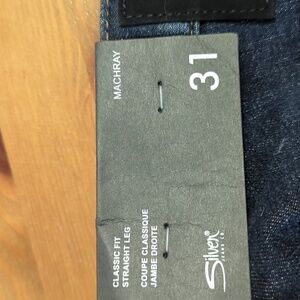 MACHRAY
31
CLASSIC FIT
STRAIGHT LEG
COUPE CLASSIQUE
JAMBE DROITE
Silver